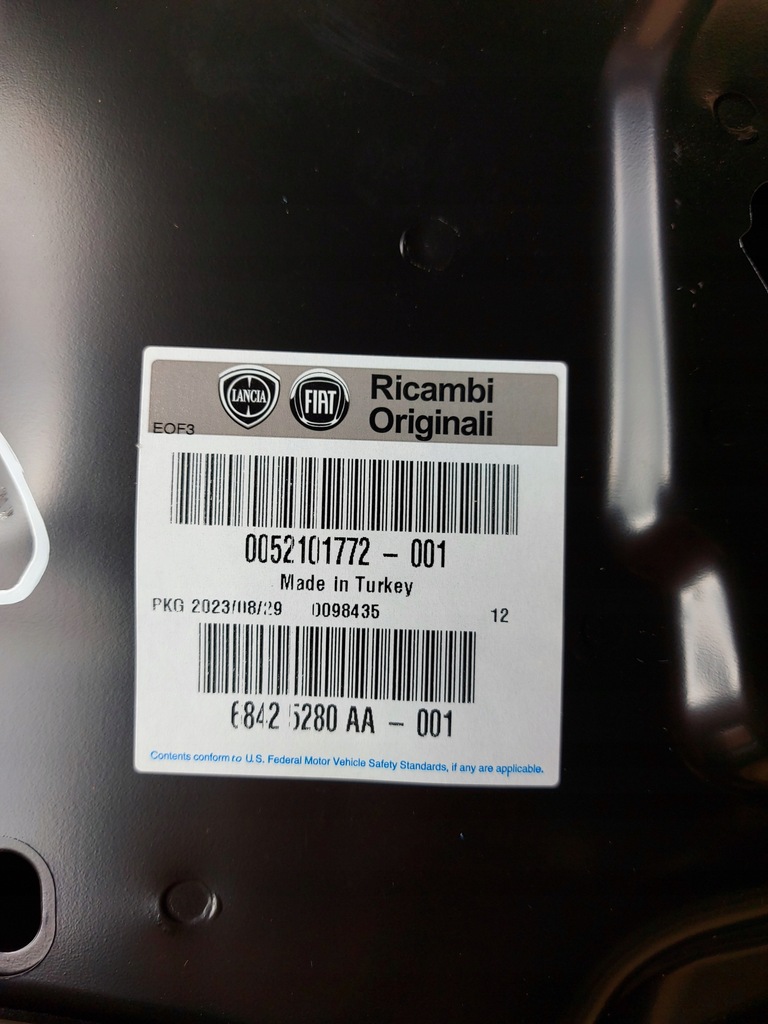 LANCIA FIAT Ricambi
Originali
EOF3
0052101772 - 001
Made in Turkey
PKG 2023/08/29 0098435 12
6842 5280 AA - 001
Contents conform to U.S. Federal Motor Vehicle Safety Standards, if any are applicable.